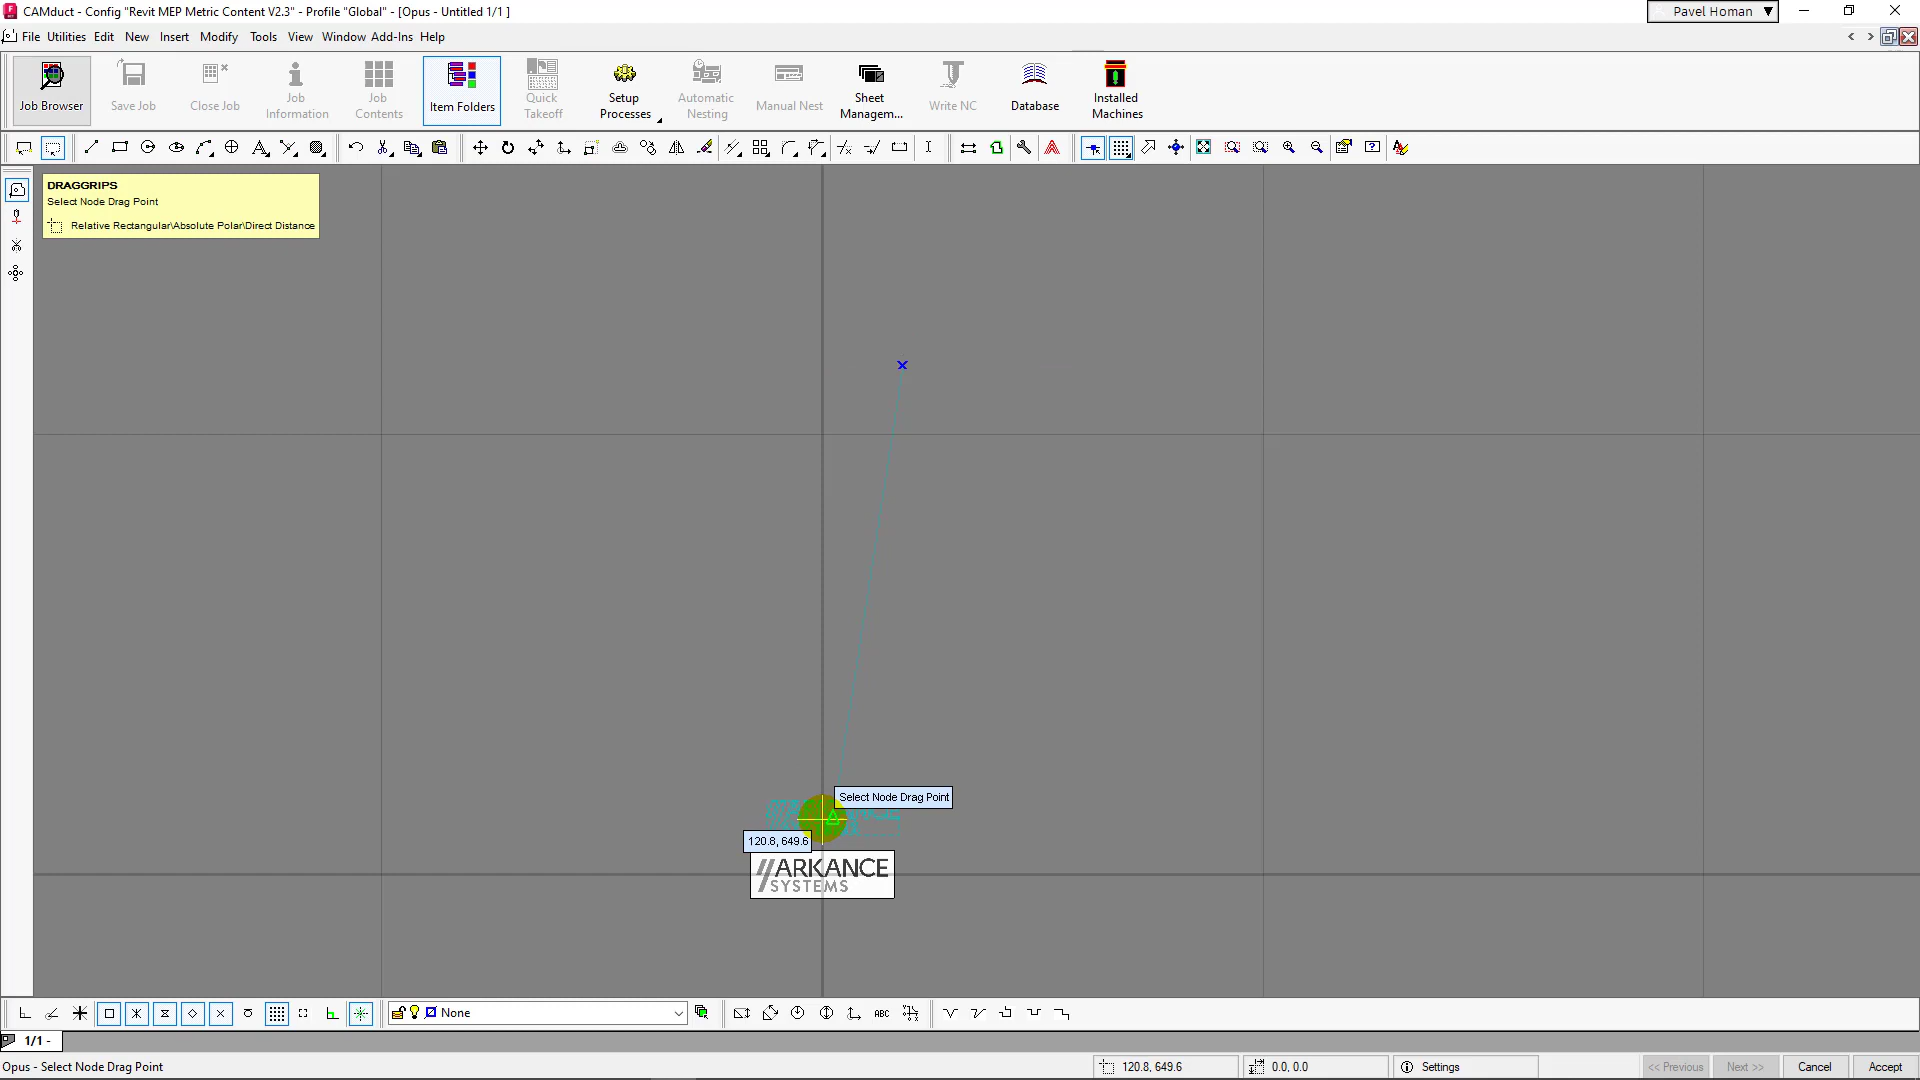 CAMduct - Config "Revit MEP Metric Content V2.3" - Profile "Global" - [Opus - Untitled 1/1 ]
Pavel Homan
File Utilities Edit New Insert Modify Tools View Window Add-Ins Help
Job Browser
Save Job
Close Job
Job Information
Job Contents
Item Folders
Quick Takeoff
Setup Processes
Automatic Nesting
Manual Nest
Sheet Managem...
Write NC
Database
Installed Machines
DRAGGRIPS
Select Node Drag Point
Relative Rectangular\Absolute Polar\Direct Distance
Select Node Drag Point
120.8, 649.6
ARKANCE
SYSTEMS
None
ABC
1/1 -
Opus - Select Node Drag Point
120.8, 649.6
0.0, 0.0
Settings
<< Previous
Next >>
Cancel
Accept